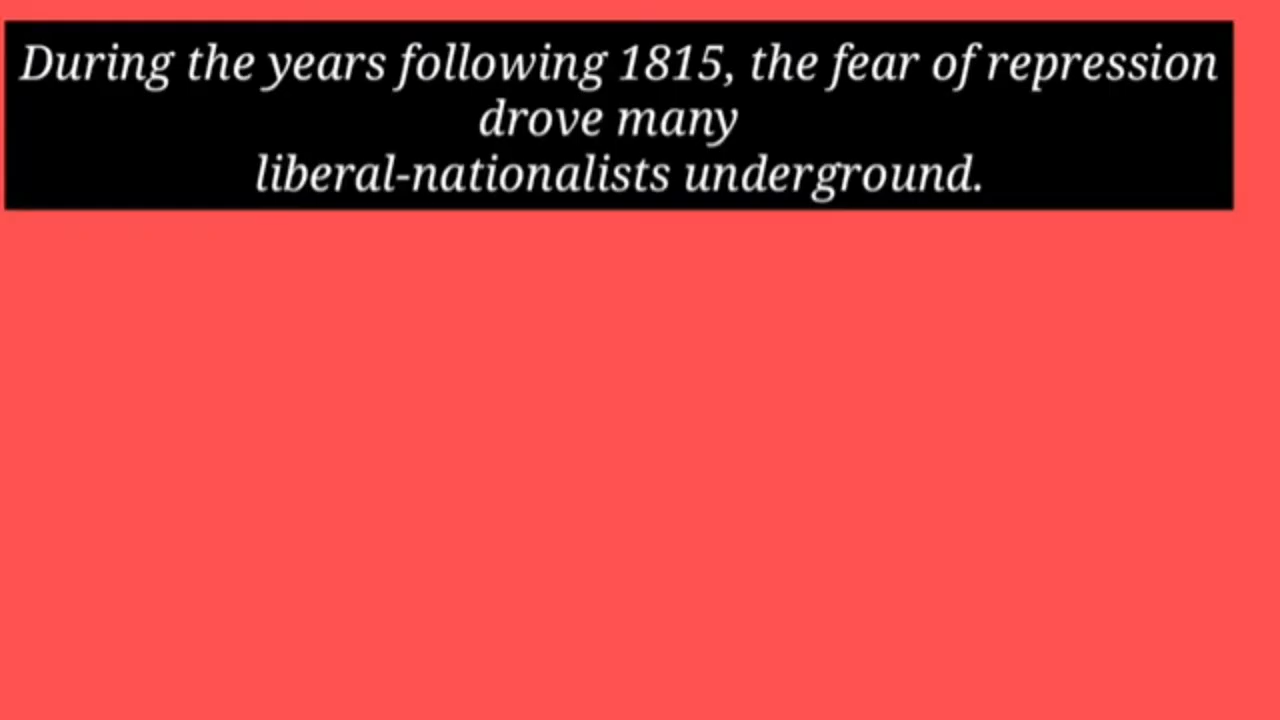 During the years following 1815, the fear of repression
drove many
liberal-nationalists underground.